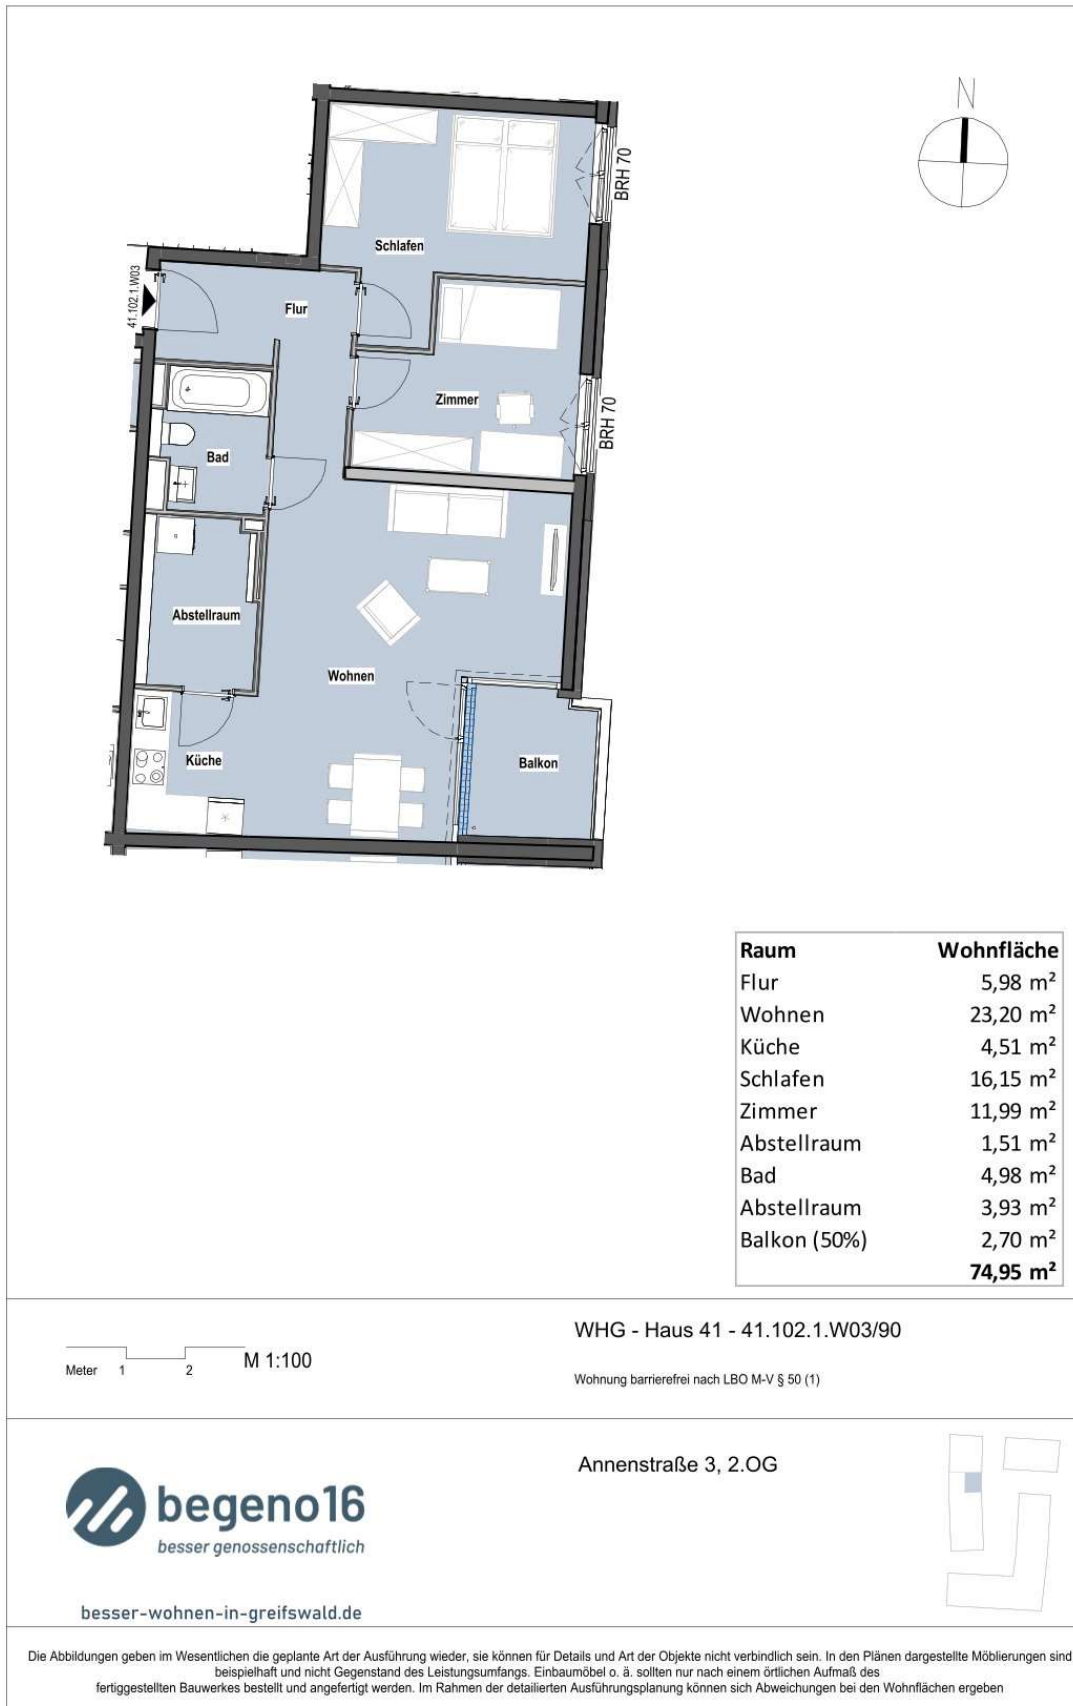 N
BRH 70
Schlafen
41.102.1.W03
Flur
Zimmer
BRH 70
Bad
Abstellraum
Wohnen
Küche
Balkon
Raum Wohnfläche
Flur 5,98 m²
Wohnen 23,20 m²
Küche 4,51 m²
Schlafen 16,15 m²
Zimmer 11,99 m²
Abstellraum 1,51 m²
Bad 4,98 m²
Abstellraum 3,93 m²
Balkon (50%) 2,70 m²
74,95 m²
Meter 1 2 M 1:100
WHG - Haus 41 - 41.102.1.W03/90
Wohnung barrierefrei nach LBO M-V § 50 (1)
Annenstraße 3, 2.OG
begeno16
besser genossenschaftlich
besser-wohnen-in-greifswald.de
Die Abbildungen geben im Wesentlichen die geplante Art der Ausführung wieder, sie können für Details und Art der Objekte nicht verbindlich sein. In den Plänen dargestellte Möblierungen sind
beispielhaft und nicht Gegenstand des Leistungsumfangs. Einbaumöbel o. ä. sollten nur nach einem örtlichen Aufmaß des
fertiggestellten Bauwerkes bestellt und angefertigt werden. Im Rahmen der detailierten Ausführungsplanung können sich Abweichungen bei den Wohnflächen ergeben